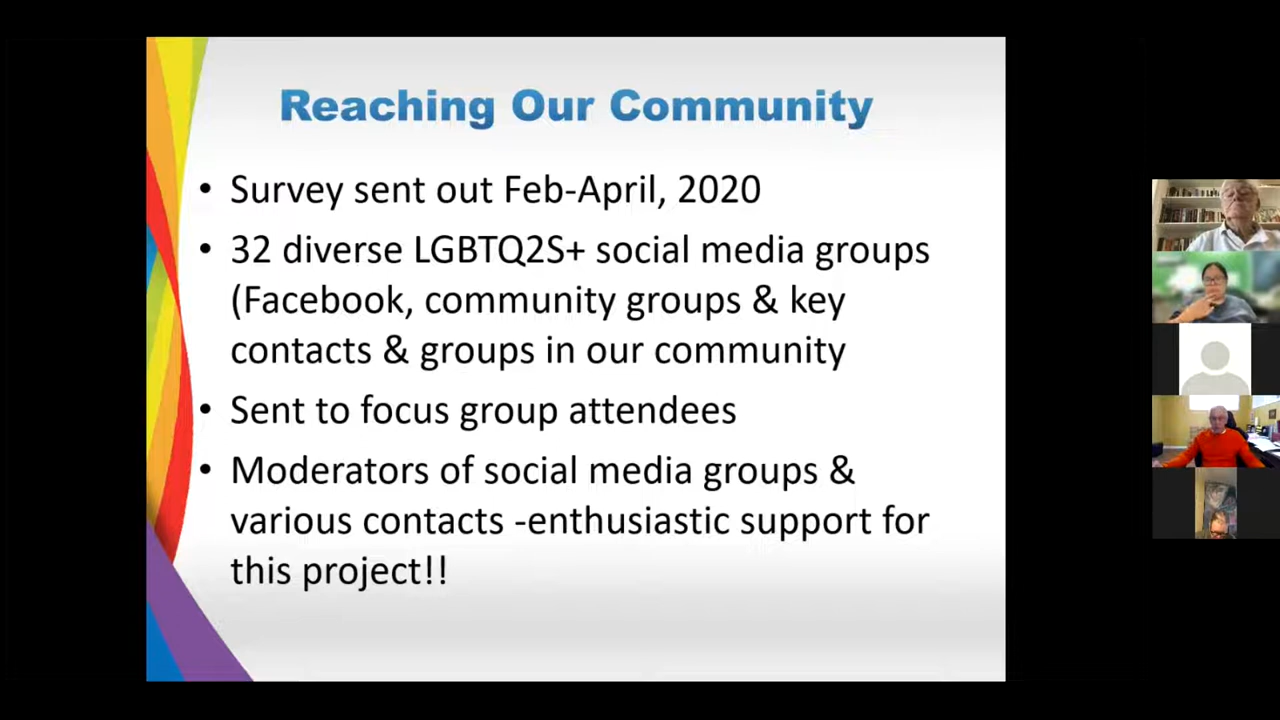 Reaching Our Community
• Survey sent out Feb-April, 2020
• 32 diverse LGBTQ2S+ social media groups
(Facebook, community groups & key
contacts & groups in our community
• Sent to focus group attendees
• Moderators of social media groups &
various contacts -enthusiastic support for
this project!!